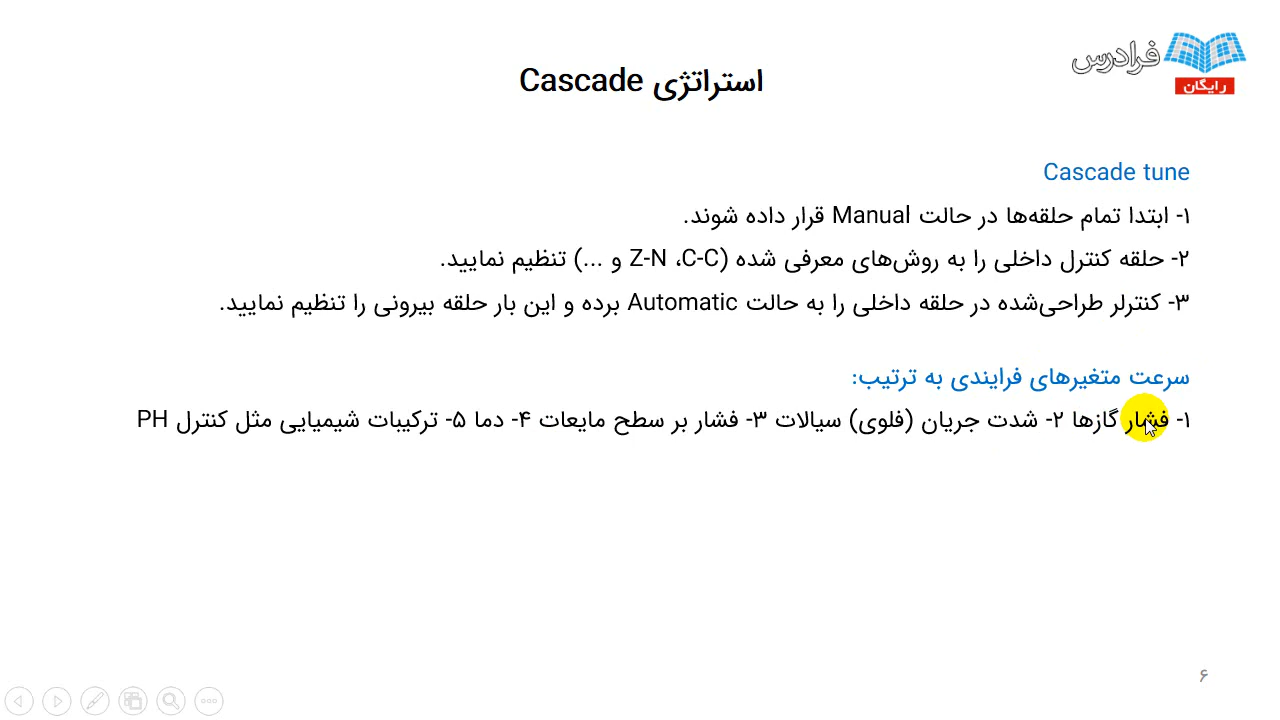 فرادرس
رایگان
استراتژی Cascade
Cascade tune
۱- ابتدا تمام حلقه‌ها در حالت Manual قرار داده شوند.
۲- حلقه کنترل داخلی را به روش‌های معرفی شده (Z-N ،C-C و ...) تنظیم نمایید.
۳- کنترلر طراحی‌شده در حلقه داخلی را به حالت Automatic برده و این بار حلقه بیرونی را تنظیم نمایید.
سرعت متغیرهای فرایندی به ترتیب:
۱- فشار گازها ۲- شدت جریان (فلوی) سیالات ۳- فشار بر سطح مایعات ۴- دما ۵- ترکیبات شیمیایی مثل کنترل PH
۶